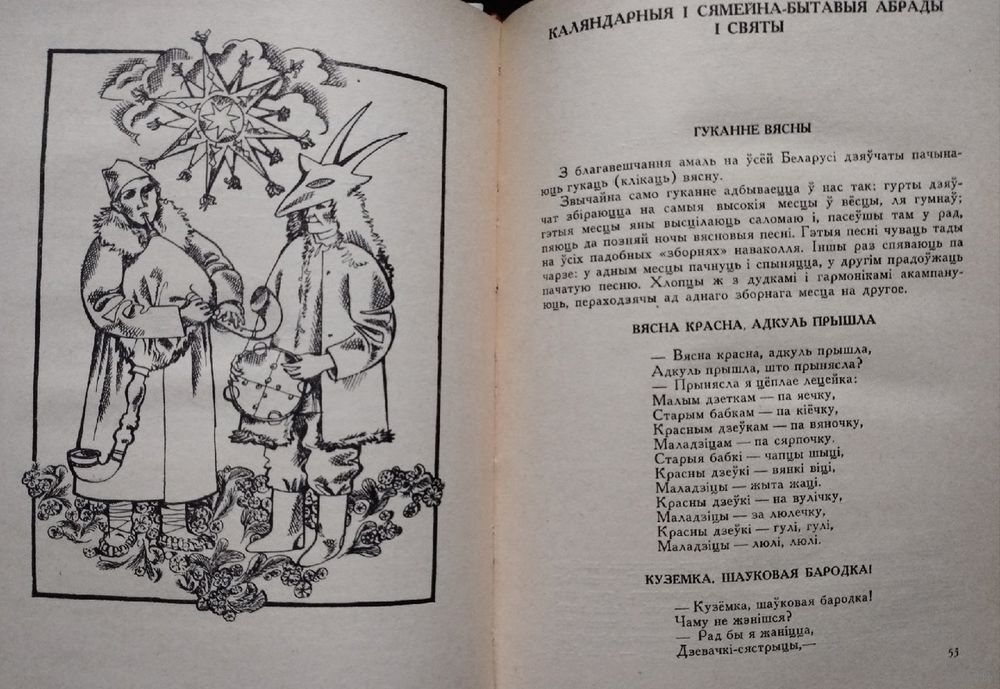 КАЛЯНДАРНЫЯ І СЯМЕЙНА-БЫТАВЫЯ АБРАДЫ
І СВЯТЫ
ГУКАННЕ ВЯСНЫ
З благавешчання амаль на ўсёй Беларусі дзяўчаты пачына-
юць гукаць (клікаць) вясну.
Звычайна само гуканне адбываецца ў нас так: гурты дзяў-
чат збіраюцца на самыя высокія месцы ў вёсцы, ля гумнаў;
гэтыя месцы яны высцілаюць саломаю і, пасеўшы там у рад,
пяюць да позняй ночы вясновыя песні. Гэтыя песні чуваць тады
на ўсіх падобных «зборнях» наваколля. Іншы раз спяваюць па
чарзе: у адным месцы пачнуць і спыняцца, у другім прадоўжаць
пачатую песню. Хлопцы ж з дудкамі і гармонікамі акампану-
юць, пераходзячы ад аднаго зборнага месца на другое.
ВЯСНА КРАСНА, АДКУЛЬ ПРЫШЛА
— Вясна красна, адкуль прышла,
Адкуль прышла, што прынясла?
— Прынясла я цёплае лецейка:
Малым дзеткам — па яечку,
Старым бабкам — па кіёчку,
Красным дзеўкам — па вяночку,
Маладзіцам — па сярпочку.
Старыя бабкі — чапцы шыці,
Красны дзеўкі — вянкі віці,
Маладзіцы — жыта жаці.
Красны дзеўкі — на вулічку,
Маладзіцы — за люлечку,
Красны дзеўкі — гулі, гулі,
Маладзіцы — люлі, люлі.
КУЗЕМКА, ШАУКОВАЯ БАРОДКА!
— Кузёмка, шаўковая бародка!
Чаму не жэнішся?
— Рад бы я жаніцца,
Дзевачкі-сястрыцы,—
55